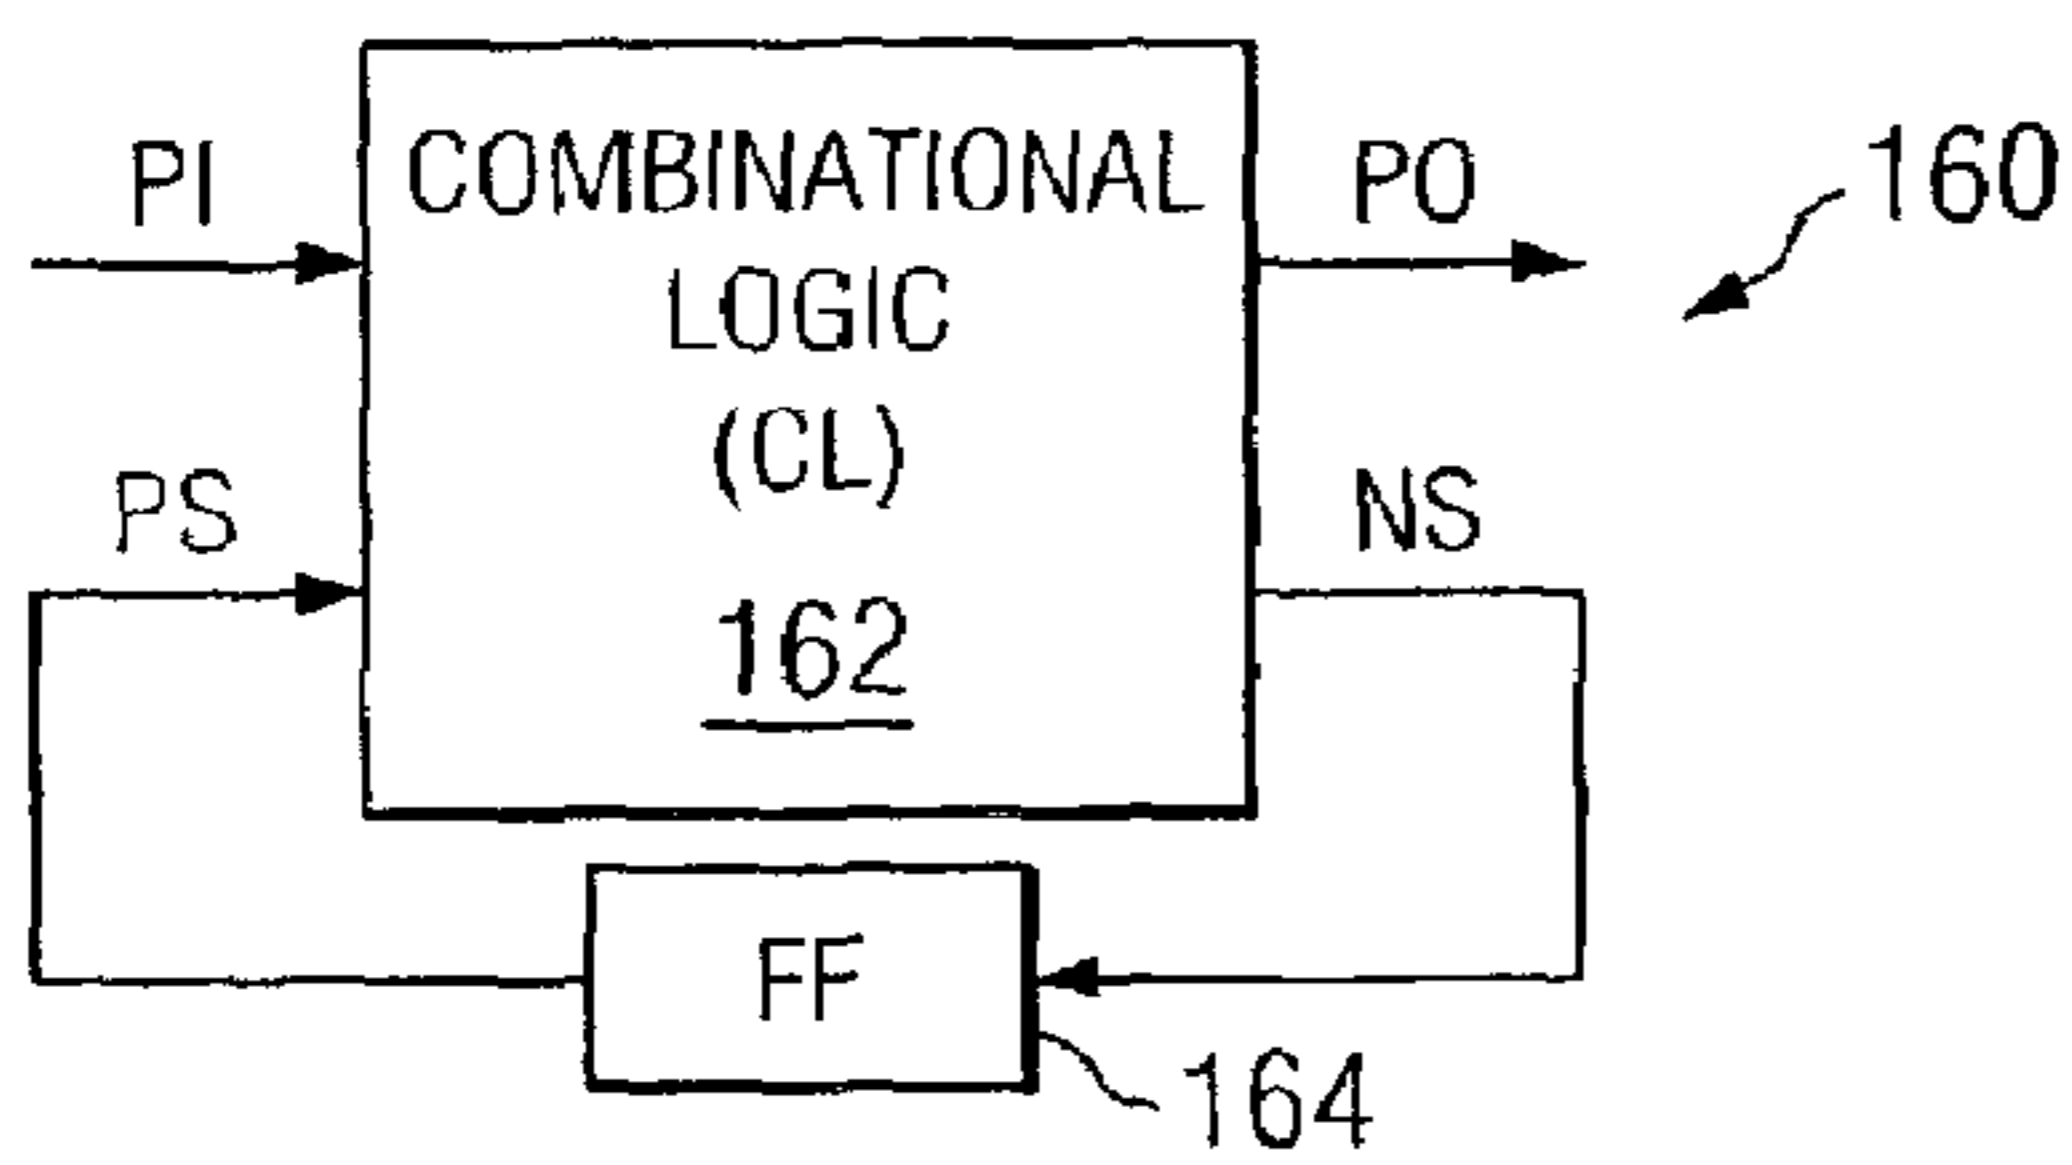 PI
COMBINATIONAL
LOGIC
(CL)
162
PO
160
PS
NS
FF
164